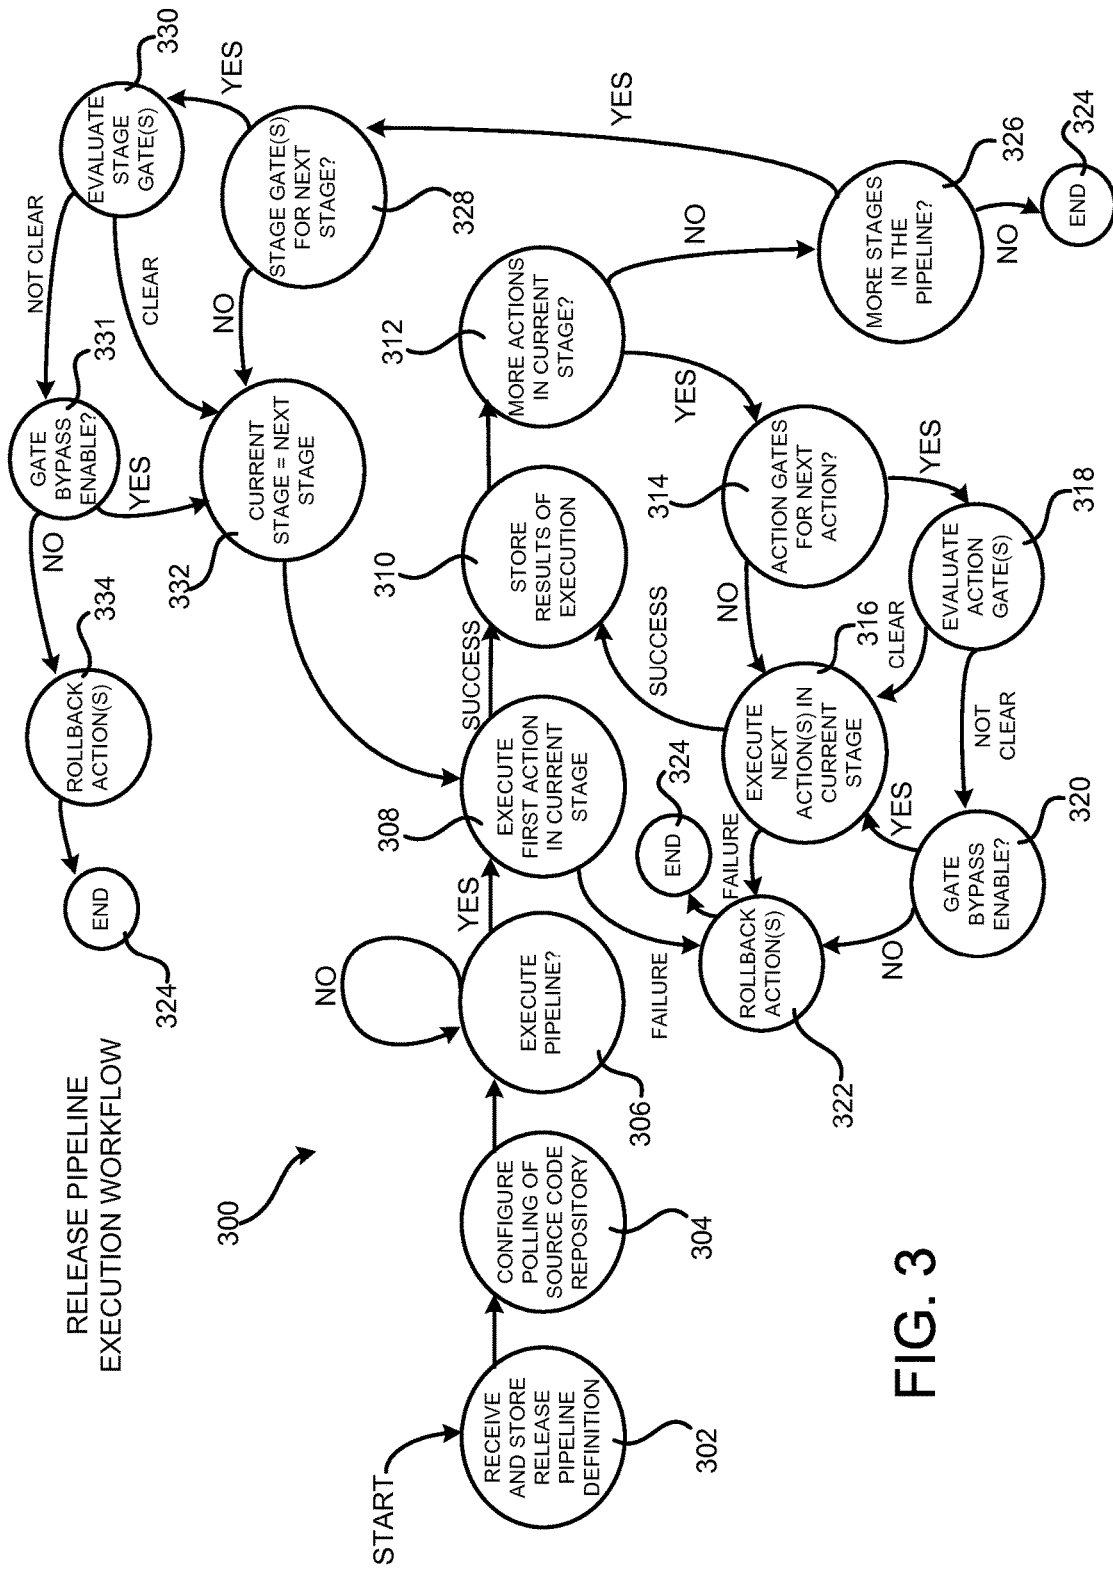 RELEASE PIPELINE
EXECUTION WORKFLOW
300
START
RECEIVE
AND STORE
RELEASE
PIPELINE
DEFINITION
302
CONFIGURE
POLLING OF
SOURCE CODE
REPOSITORY
304
EXECUTE
PIPELINE?
306
NO
YES
EXECUTE
FIRST ACTION
IN CURRENT
STAGE
308
SUCCESS
FAILURE
STORE
RESULTS OF
EXECUTION
310
MORE ACTIONS
IN CURRENT
STAGE?
312
YES
NO
ACTION GATES
FOR NEXT
ACTION?
314
NO
YES
EXECUTE
NEXT
ACTION(S) IN
CURRENT
STAGE
316
SUCCESS
FAILURE
EVALUATE
ACTION
GATE(S)
318
CLEAR
NOT
CLEAR
GATE
BYPASS
ENABLE?
320
YES
NO
ROLLBACK
ACTION(S)
322
END
324
MORE STAGES
IN THE
PIPELINE?
326
NO
END
324
YES
STAGE GATE(S)
FOR NEXT
STAGE?
328
NO
YES
EVALUATE
STAGE
GATE(S)
330
CLEAR
NOT CLEAR
GATE
BYPASS
ENABLE?
331
YES
NO
CURRENT
STAGE = NEXT
STAGE
332
ROLLBACK
ACTION(S)
334
END
324
FIG. 3